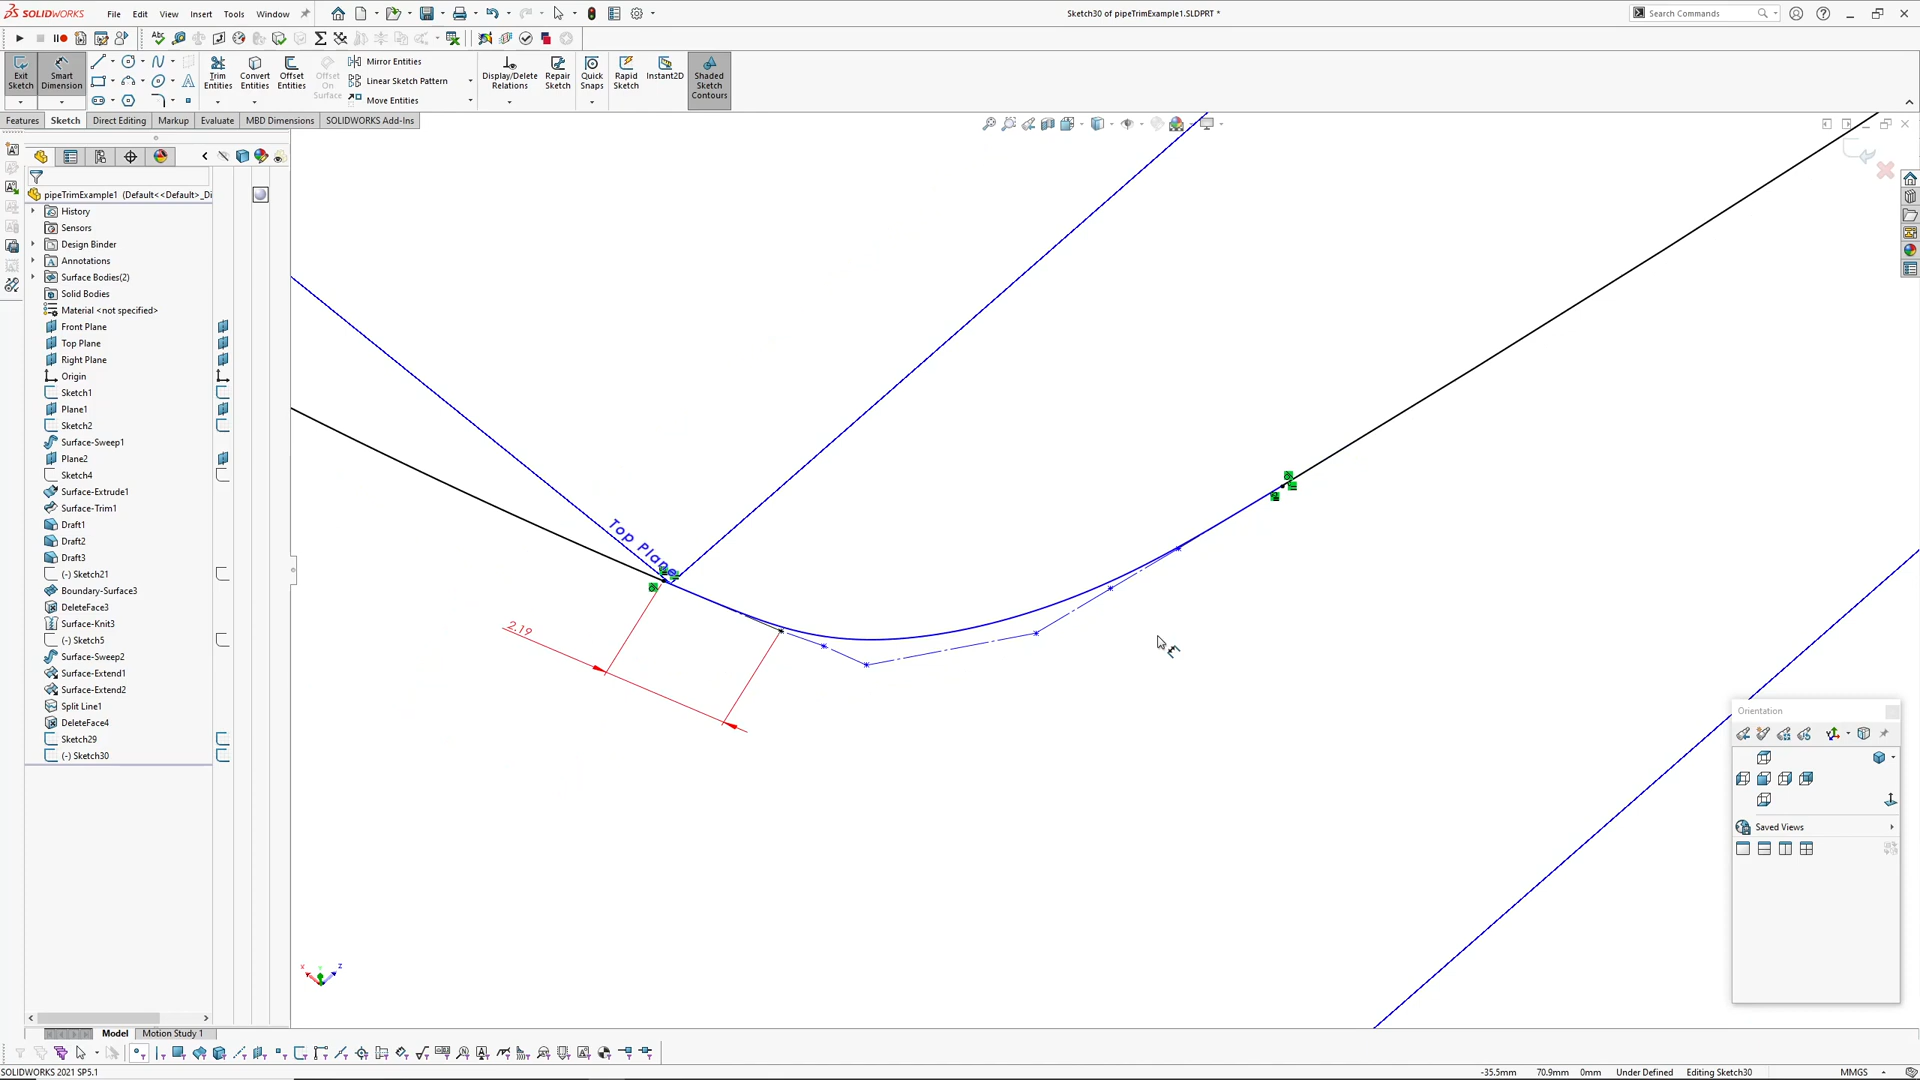 SOLIDWORKS
File
Edit
View
Insert
Tools
Window
Sketch30 of pipeTrimExample1.SLDPRT *
Search Commands
Exit Sketch
Smart Dimension
Trim Entities
Convert Entities
Offset Entities
Offset On Surface
Mirror Entities
Linear Sketch Pattern
Move Entities
Display/Delete Relations
Repair Sketch
Quick Snaps
Rapid Sketch
Instant2D
Shaded Sketch Contours
Features
Sketch
Direct Editing
Markup
Evaluate
MBD Dimensions
SOLIDWORKS Add-Ins
pipeTrimExample1 (Default<<Default>_Di
History
Sensors
Design Binder
Annotations
Surface Bodies(2)
Solid Bodies
Material <not specified>
Front Plane
Top Plane
Right Plane
Origin
Sketch1
Plane1
Sketch2
Surface-Sweep1
Plane2
Sketch4
Surface-Extrude1
Surface-Trim1
Draft1
Draft2
Draft3
(-) Sketch21
Boundary-Surface3
DeleteFace3
Surface-Knit3
(-) Sketch5
Surface-Sweep2
Surface-Extend1
Surface-Extend2
Split Line1
DeleteFace4
Sketch29
(-) Sketch30
Top Plane
2.19
Orientation
Saved Views
x
z
Model
Motion Study 1
SOLIDWORKS 2021 SP5.1
-35.5mm
70.9mm
0mm
Under Defined
Editing Sketch30
MMGS